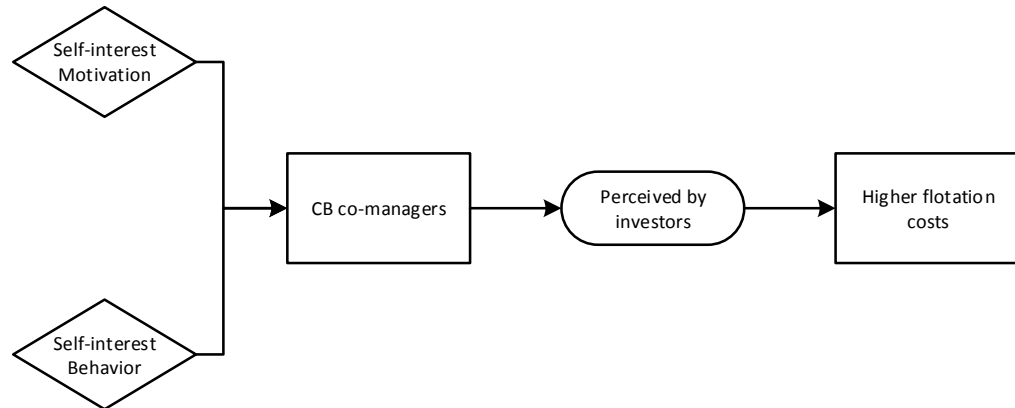 Self-interest
Motivation
CB co-managers
Perceived by
investors
Higher flotation
costs
Self-interest
Behavior